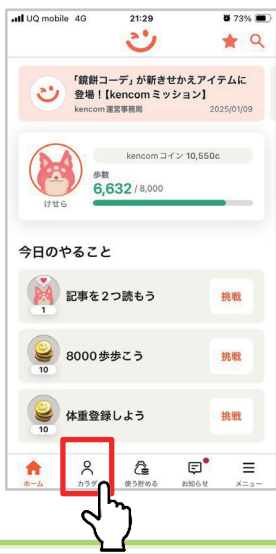 UQ mobile 4G 21:29 73%
「鏡餅コーデ」が新きせかえアイテムに
登場！【kencomミッション】
kencom運営事務局 2025/01/09
kencomコイン 10,550c
歩数
6,632 / 8,000
けせら
今日のやること
記事を2つ読もう 挑戦
1
8000歩歩こう 挑戦
10
体重登録しよう 挑戦
10
ホーム カラダ 使う貯める お知らせ メニュー